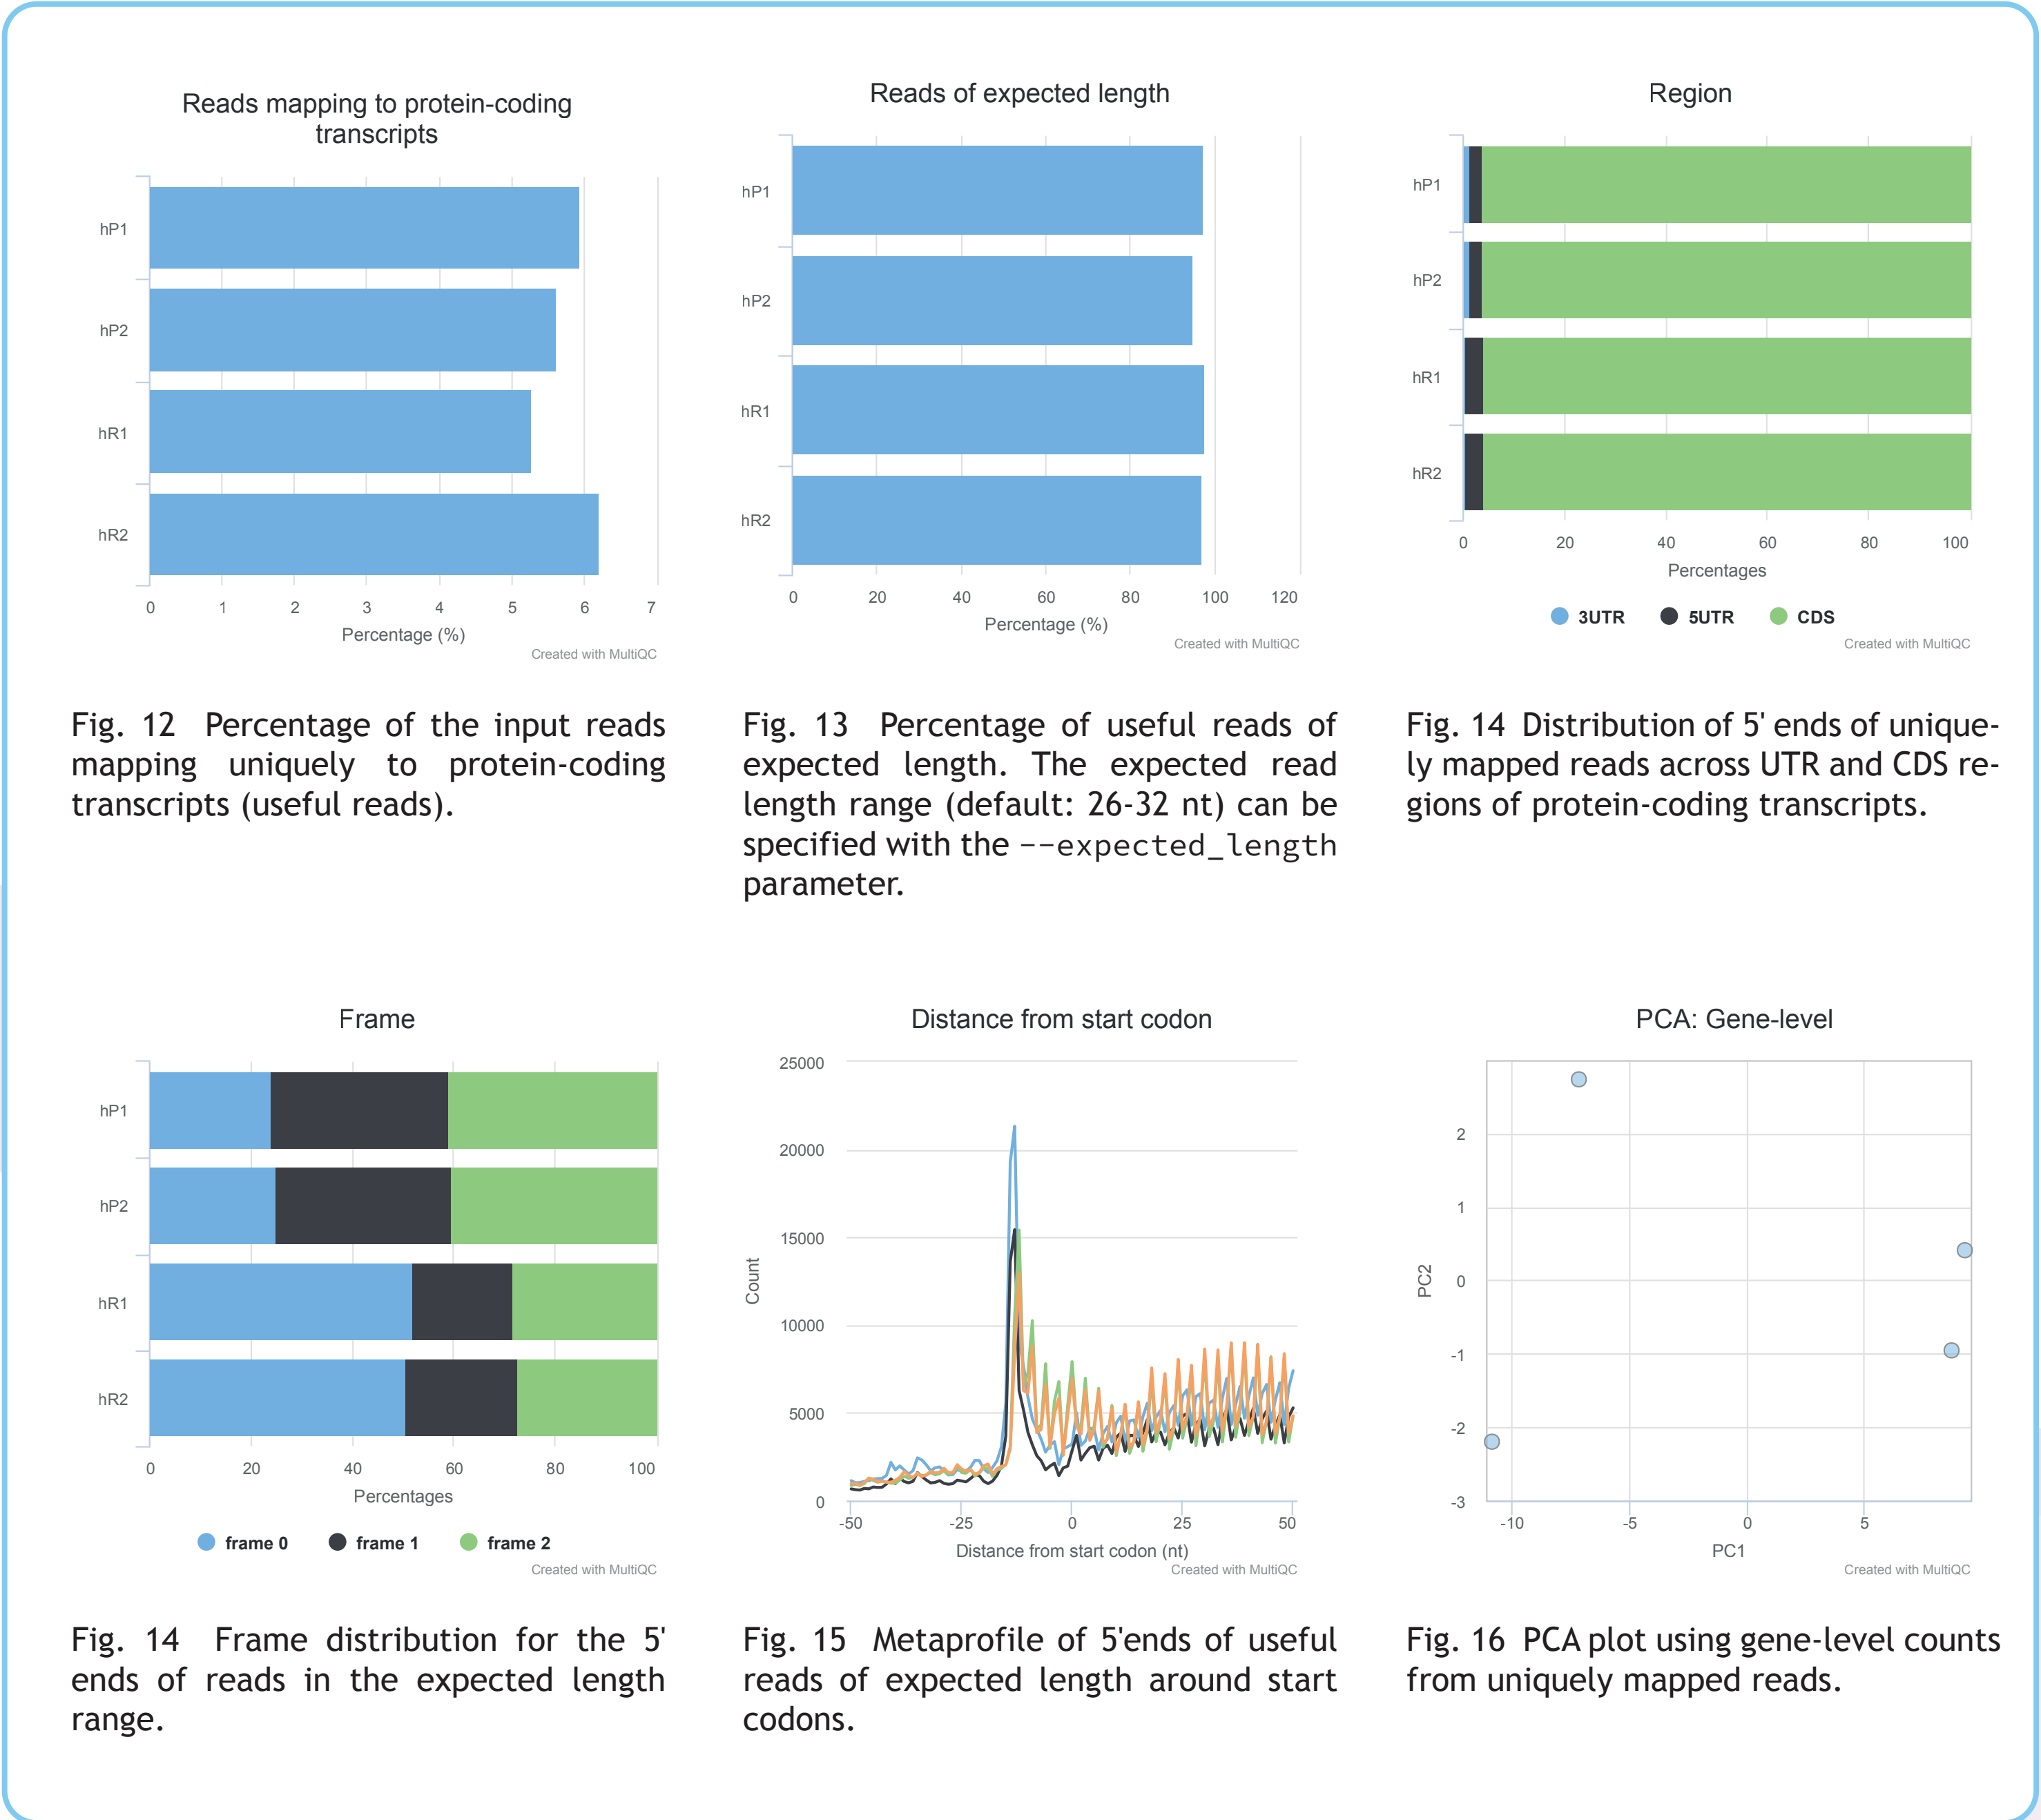 Reads mapping to protein-coding
transcripts
hP1
hP2
hR1
hR2
0 1 2 3 4 5 6 7
Percentage (%)
Created with MultiQC
Fig. 12 Percentage of the input reads
mapping uniquely to protein-coding
transcripts (useful reads).
Reads of expected length
hP1
hP2
hR1
hR2
0 20 40 60 80 100 120
Percentage (%)
Created with MultiQC
Fig. 13 Percentage of useful reads of
expected length. The expected read
length range (default: 26-32 nt) can be
specified with the --expected_length
parameter.
Region
hP1
hP2
hR1
hR2
0 20 40 60 80 100
Percentages
3UTR 5UTR CDS
Created with MultiQC
Fig. 14 Distribution of 5' ends of unique-
ly mapped reads across UTR and CDS re-
gions of protein-coding transcripts.
Frame
hP1
hP2
hR1
hR2
0 20 40 60 80 100
Percentages
frame 0 frame 1 frame 2
Created with MultiQC
Fig. 14 Frame distribution for the 5'
ends of reads in the expected length
range.
Distance from start codon
25000
20000
15000
10000
5000
0
Count
-50 -25 0 25 50
Distance from start codon (nt)
Created with MultiQC
Fig. 15 Metaprofile of 5'ends of useful
reads of expected length around start
codons.
PCA: Gene-level
2
1
0
-1
-2
-3
PC2
-10 -5 0 5
PC1
Created with MultiQC
Fig. 16 PCA plot using gene-level counts
from uniquely mapped reads.